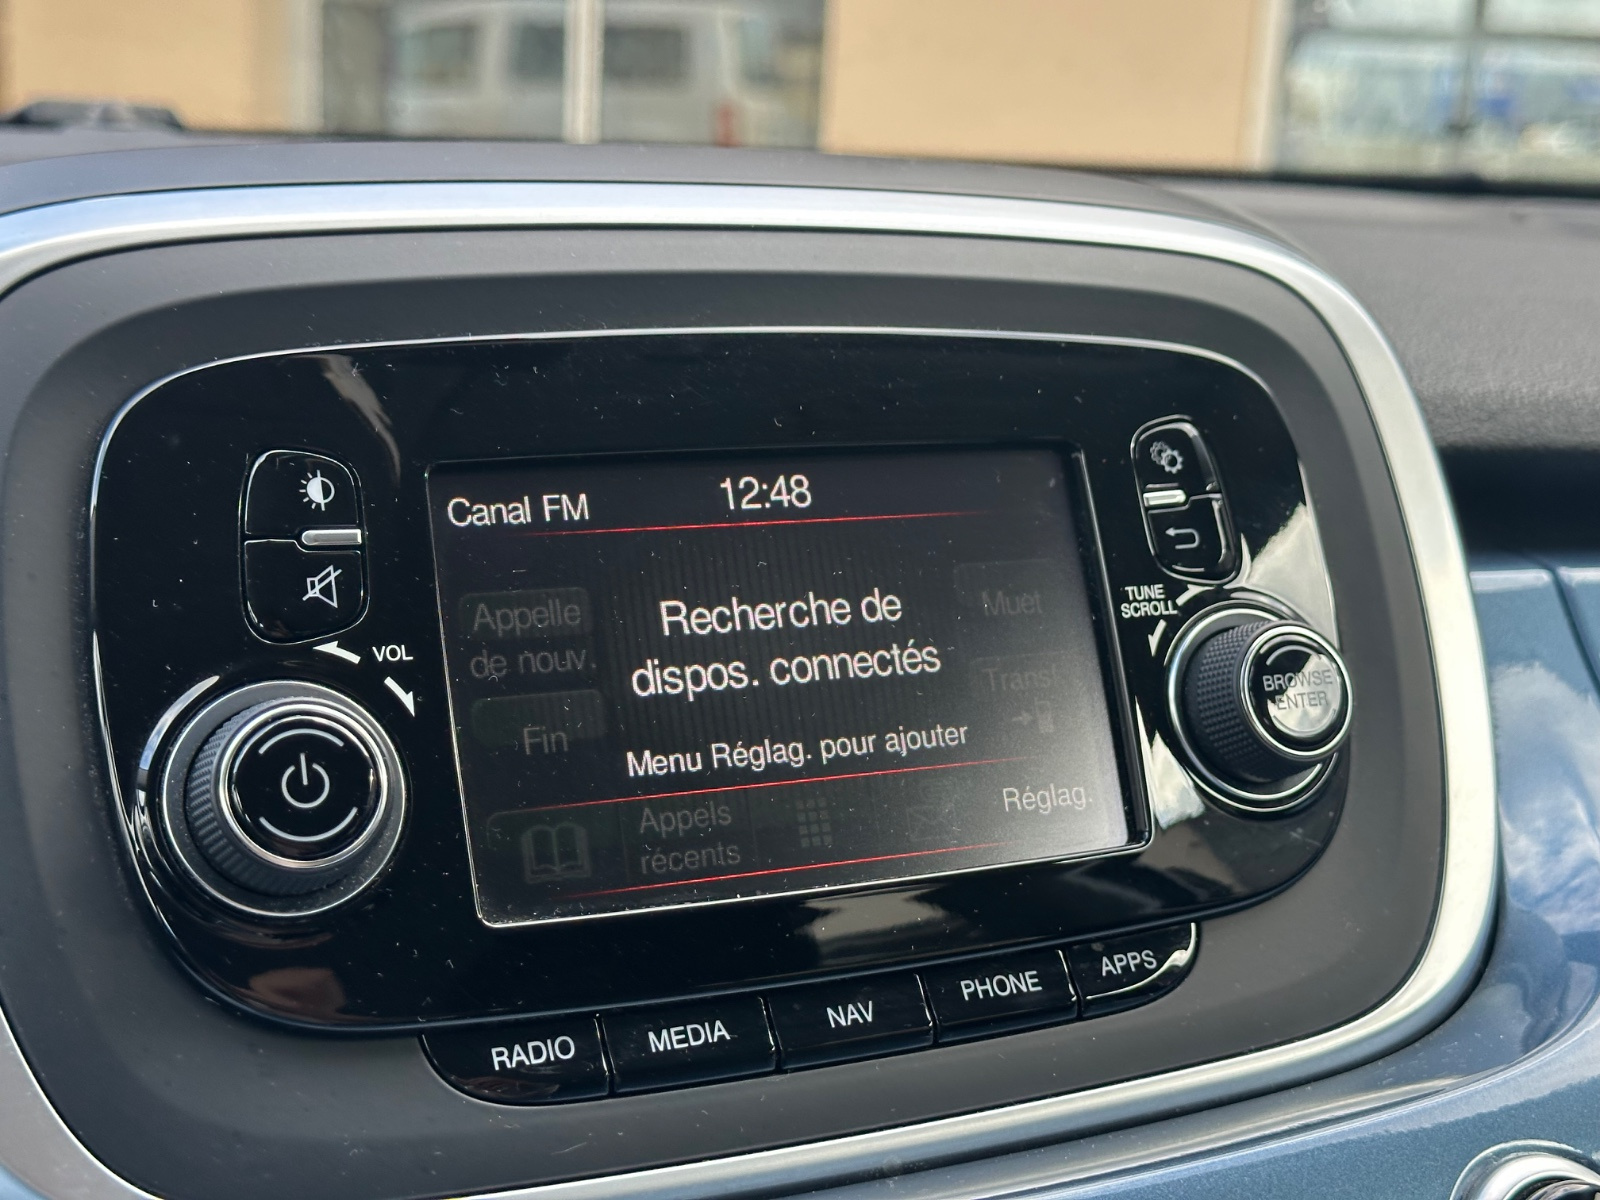 Canal FM
12:48
Appelle
de nouv.
Recherche de
dispos. connectés
Muet
Fin
Menu Réglag. pour ajouter
Appels
récents
Réglag.
VOL
TUNE
SCROLL
BROWSE
ENTER
RADIO
MEDIA
NAV
PHONE
APPS